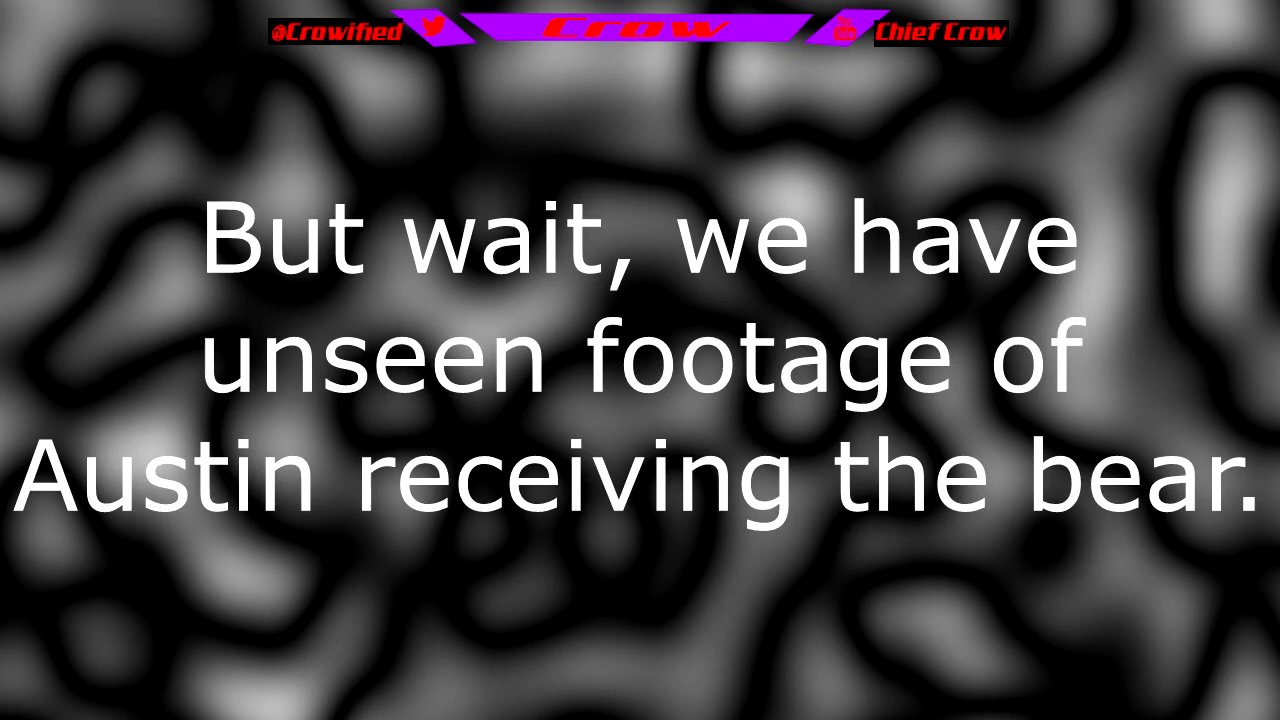 @Crowified Crow Chief Crow
But wait, we have
unseen footage of
Austin receiving the bear.